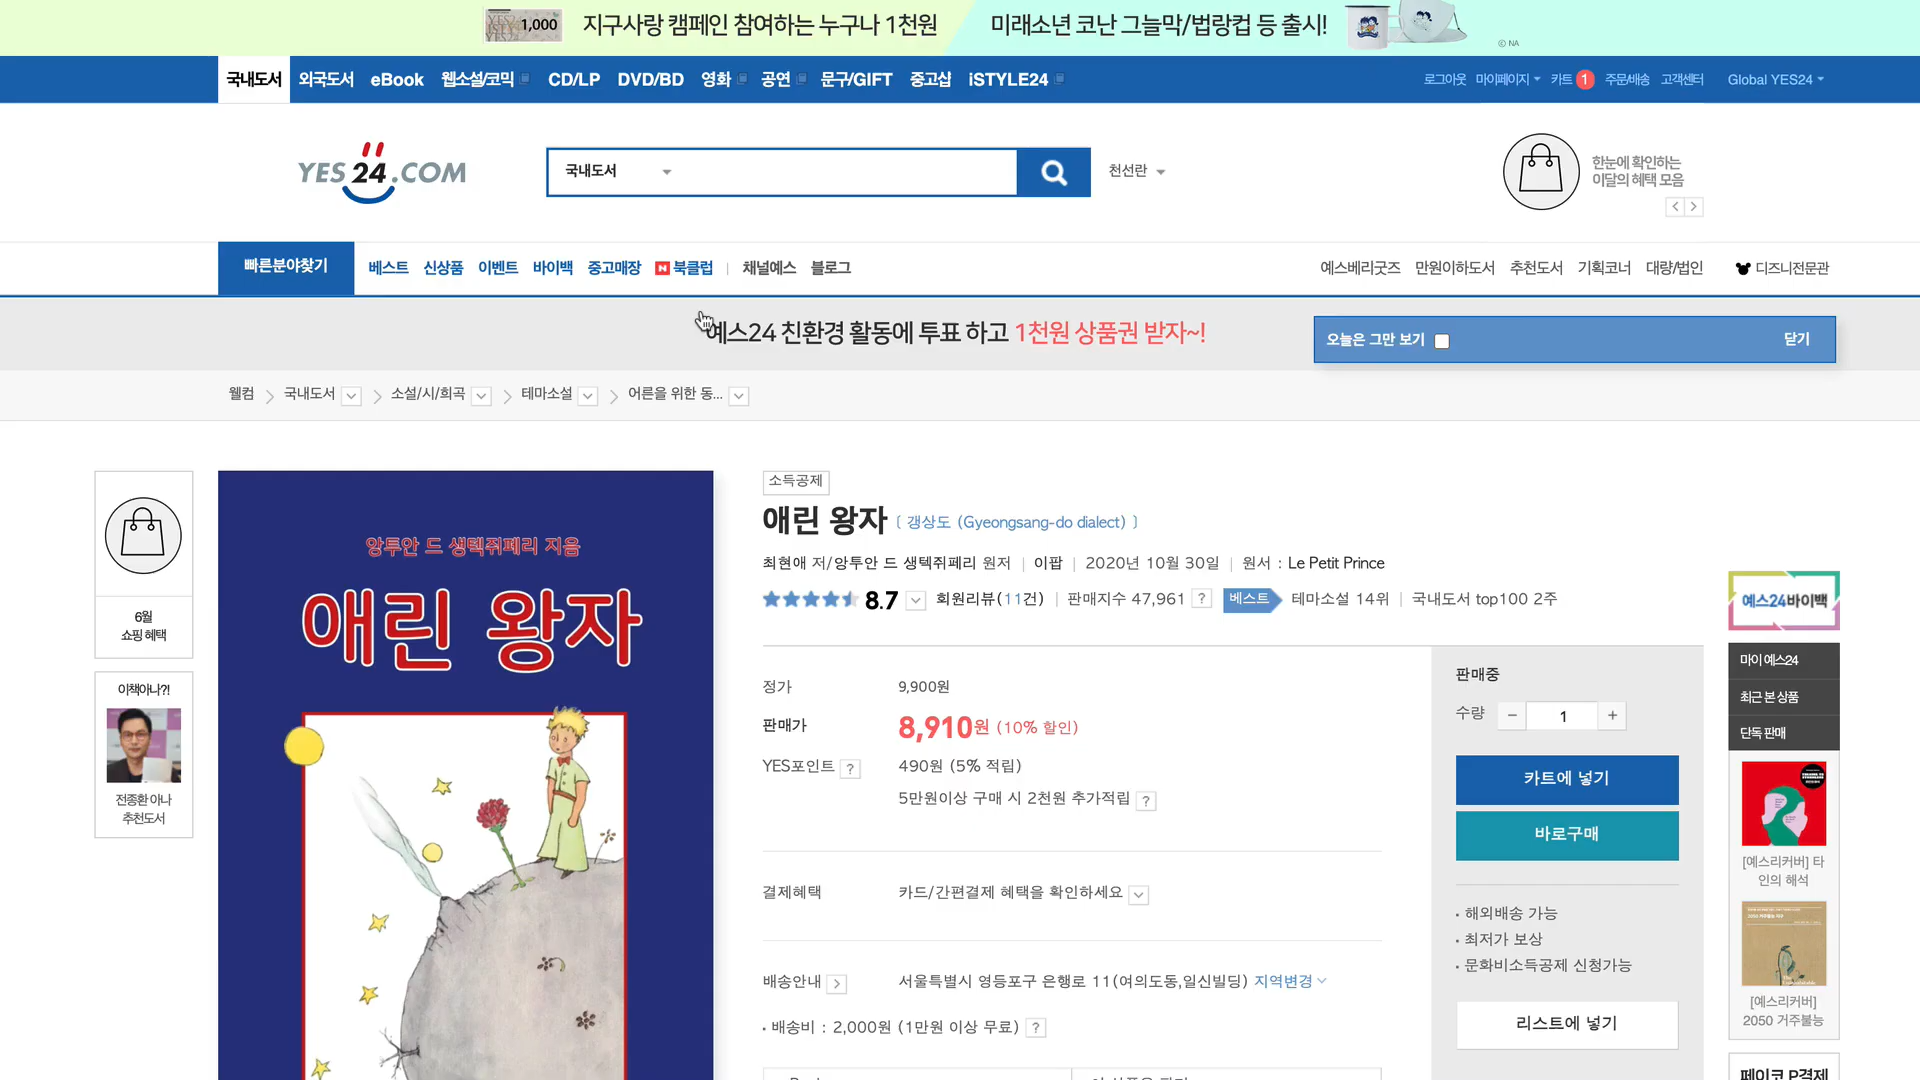 1,000 지구사랑 캠페인 참여하는 누구나 1천원 미래소년 코난 그늘막/법랑컵 등 출시! ⓒ NA
국내도서 외국도서 eBook 웹소설/코믹 CD/LP DVD/BD 영화 공연 문구/GIFT 중고샵 iSTYLE24 로그아웃 마이페이지 카트 1 주문/배송 고객센터 Global YES24
YES24.COM 국내도서 천선란 한눈에 확인하는
이달의 혜택 모음
빠른분야찾기 베스트 신상품 이벤트 바이백 중고매장 N 북클럽 채널예스 블로그 예스베리굿즈 만원이하도서 추천도서 기획코너 대량/법인 디즈니전문관
예스24 친환경 활동에 투표 하고 1천원 상품권 받자~! 오늘은 그만 보기 닫기
웰컴 국내도서 소설/시/희곡 테마소설 어른을 위한 동...
6월
쇼핑 혜택
이책아나?!
전종환 아나
추천도서
앙투안 드 생텍쥐페리 지음
애린 왕자
소득공제
애린 왕자 [ 갱상도 (Gyeongsang-do dialect) ]
최현애 저/앙투안 드 생텍쥐페리 원저 | 이팝 | 2020년 10월 30일 | 원서 : Le Petit Prince
8.7 회원리뷰(11건) | 판매지수 47,961 ? 베스트 테마소설 14위 | 국내도서 top100 2주
정가 9,900원
판매가 8,910원 (10% 할인)
YES포인트 ? 490원 (5% 적립)
5만원이상 구매 시 2천원 추가적립 ?
결제혜택 카드/간편결제 혜택을 확인하세요
배송안내 서울특별시 영등포구 은행로 11(여의도동,일신빌딩) 지역변경
배송비 : 2,000원 (1만원 이상 무료) ?
판매중
수량 − 1 +
카트에 넣기
바로구매
· 해외배송 가능
· 최저가 보상
· 문화비소득공제 신청가능
리스트에 넣기
예스24바이백
마이 예스24
최근 본 상품
단독 판매
[예스리커버] 타
인의 해석
[예스리커버]
2050 거주불능
페이코 P결제